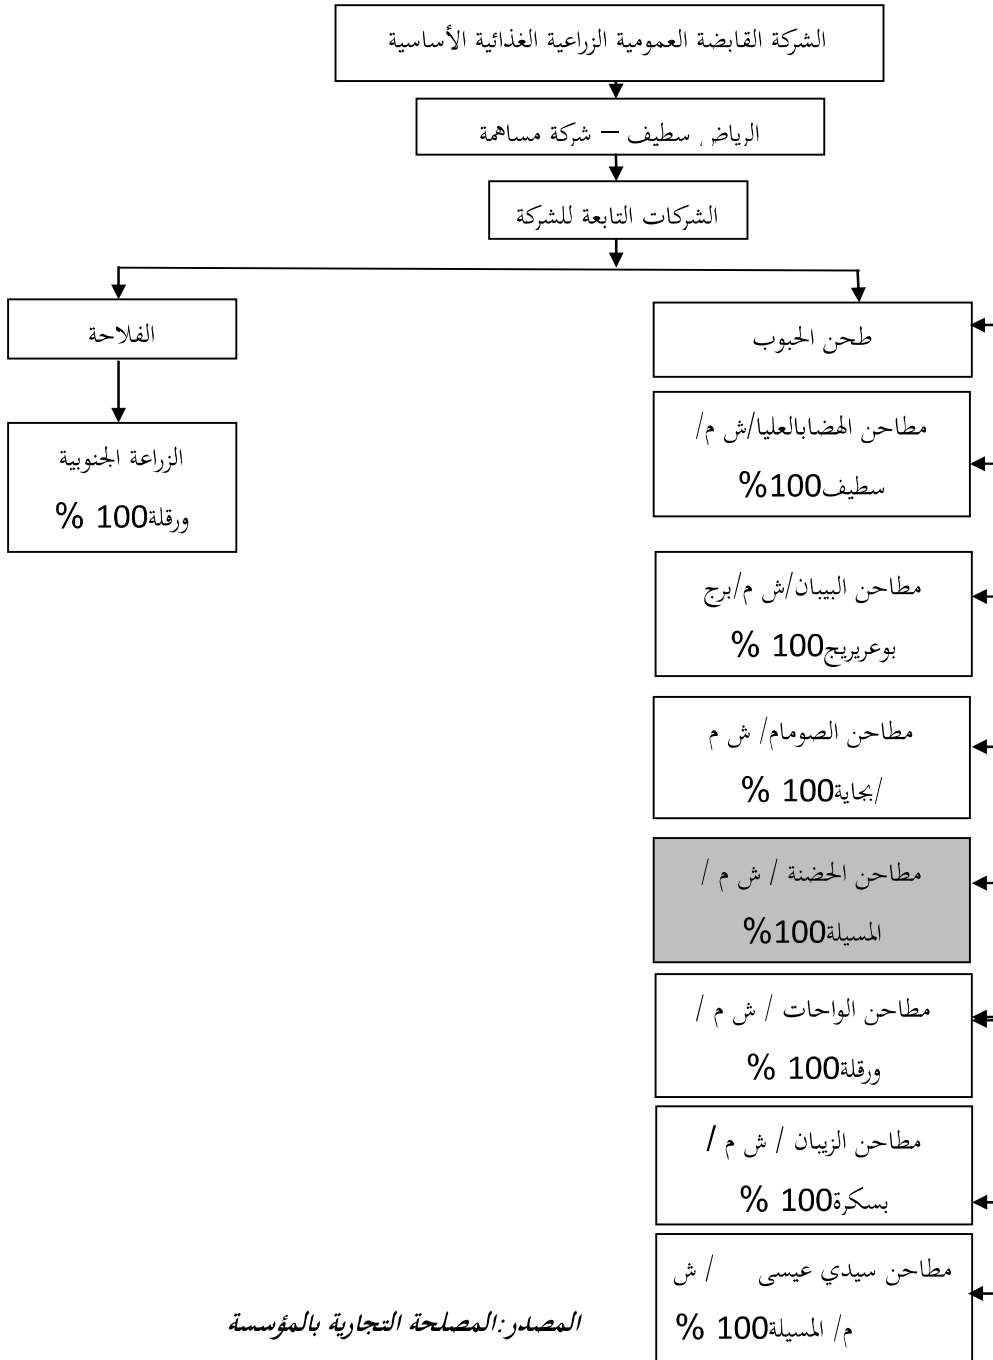 الشركة القابضة العمومية الزراعية الغذائية الأساسية
الرياض سطيف – شركة مساهمة
الشركات التابعة للشركة
طحن الحبوب
الفلاحة
مطاحن الهضابالعليا/ش م/
سطيف100%
الزراعة الجنوبية
ورقلة100 %
مطاحن البيبان/ش م/برج
بوعريريج100 %
مطاحن الصومام/ ش م
/بجاية100 %
مطاحن الحضنة / ش م /
المسيلة100%
مطاحن الواحات / ش م /
ورقلة100 %
مطاحن الزيبان / ش م /
بسكرة100 %
مطاحن سيدي عيسى / ش
م/ المسيلة100 %
المصدر:المصلحة التجارية بالمؤسسة